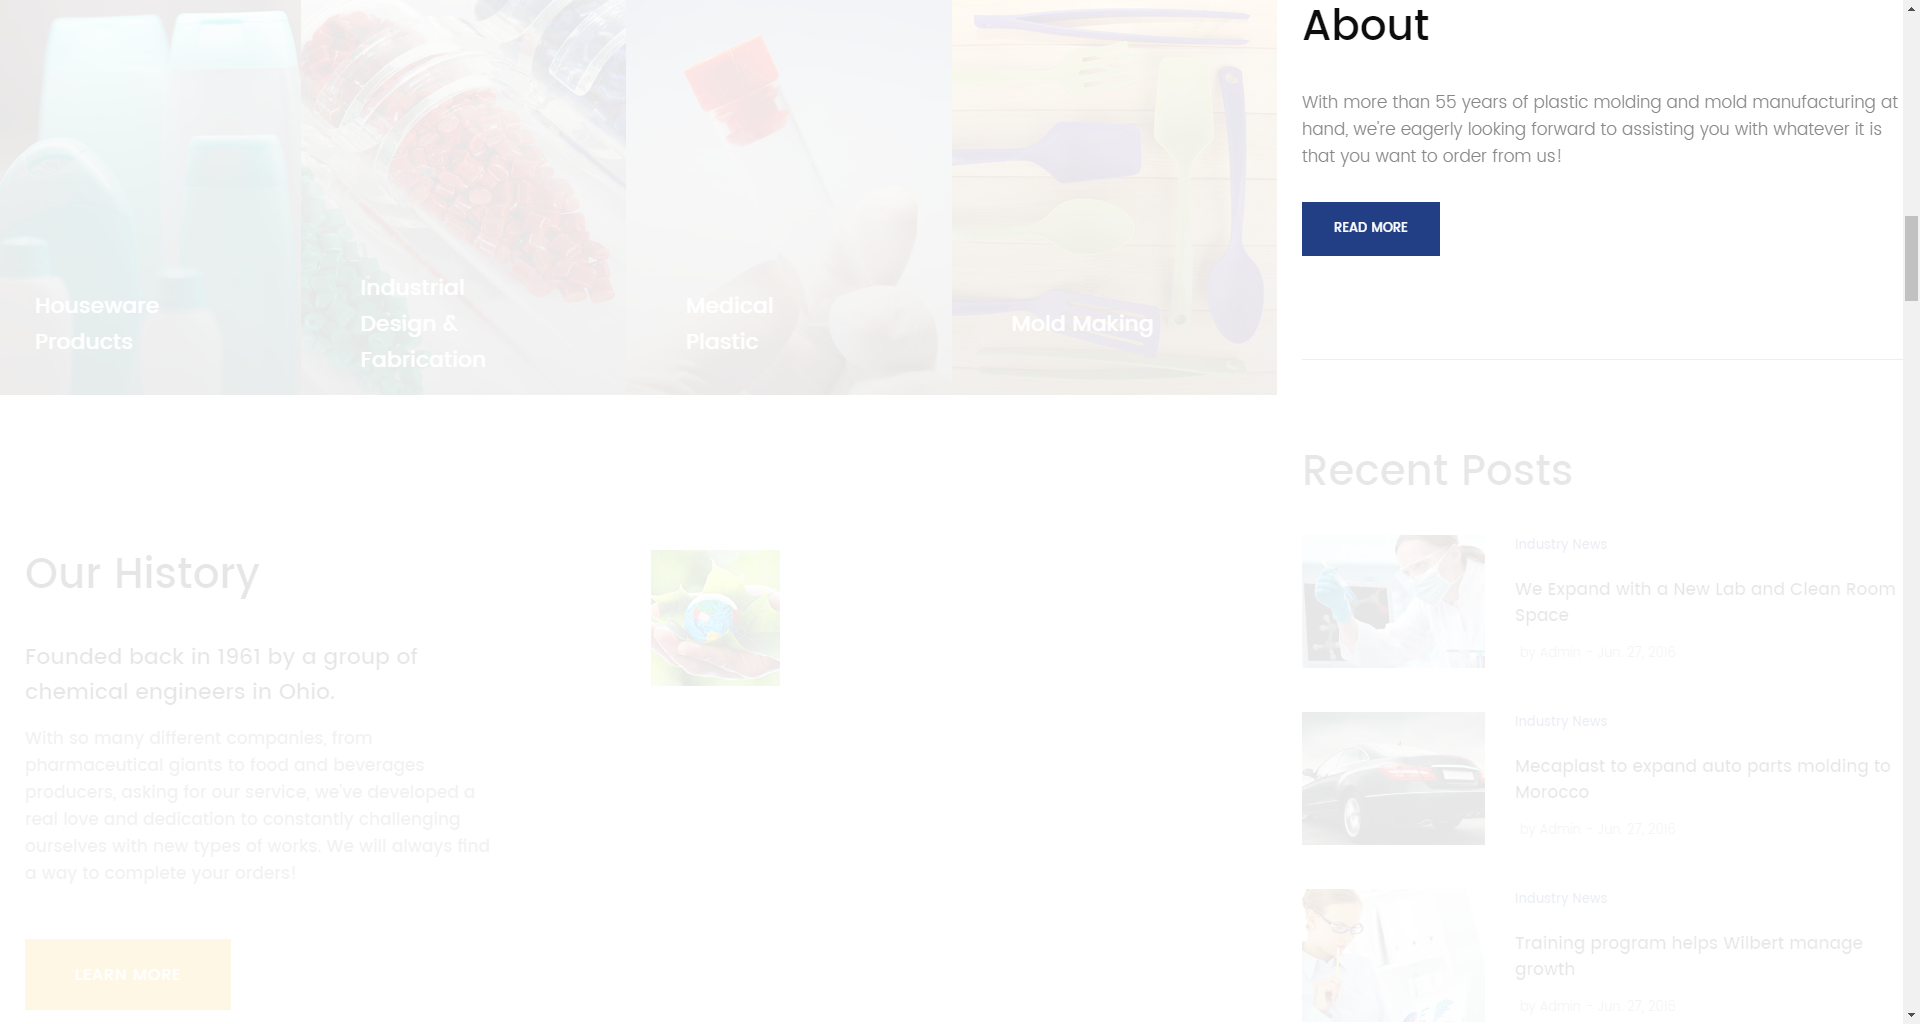 Houseware
Products
Industrial
Design &
Fabrication
Medical
Plastic
Mold Making
About
With more than 55 years of plastic molding and mold manufacturing at
hand, we're eagerly looking forward to assisting you with whatever it is
that you want to order from us!
READ MORE
Our History
Founded back in 1961 by a group of
chemical engineers in Ohio.
With so many different companies, from
pharmaceutical giants to food and beverages
producers, asking for our service, we've developed a
real love and dedication to constantly challenging
ourselves with new types of works. We will always find
a way to complete your orders!
LEARN MORE
Recent Posts
Industry News
We Expand with a New Lab and Clean Room
Space
by Admin - Jun. 27, 2016
Industry News
Mecaplast to expand auto parts molding to
Morocco
by Admin - Jun. 27, 2016
Industry News
Training program helps Wilbert manage
growth
by Admin - Jun. 27, 2016